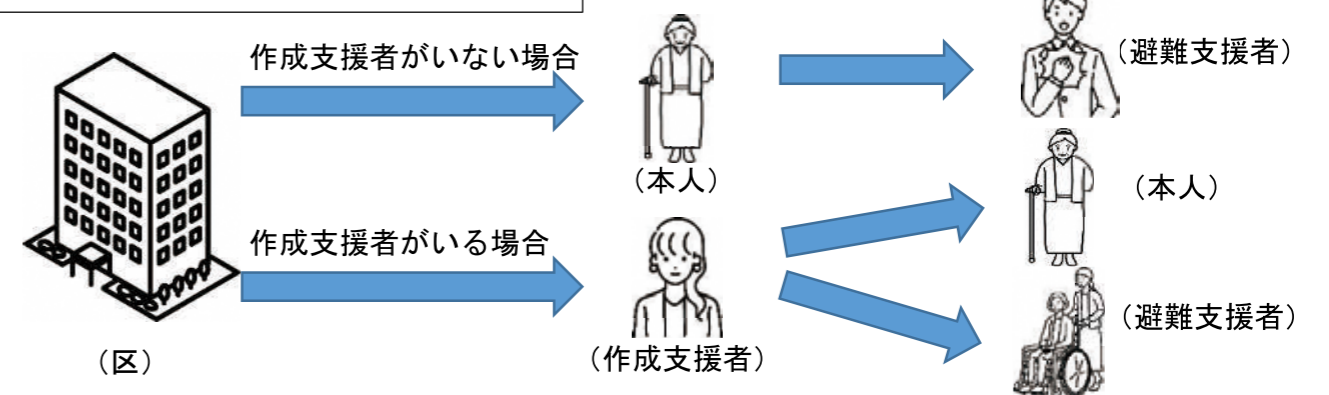 作成支援者がいない場合
(避難支援者)
(本人)
(本人)
作成支援者がいる場合
(避難支援者)
(区)
(作成支援者)